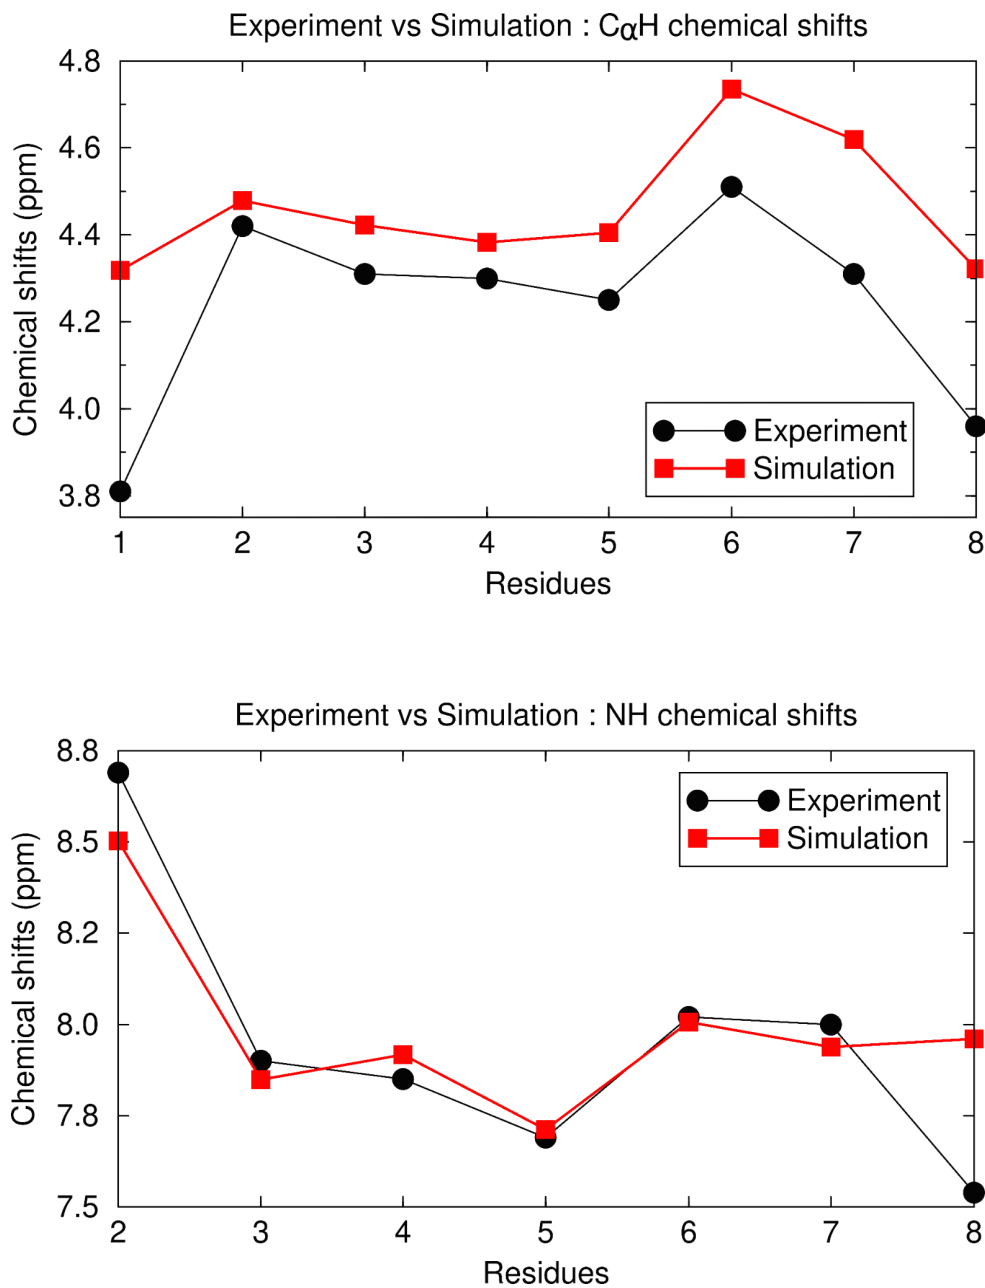 Experiment vs Simulation : CαH chemical shifts
4.8
4.6
4.4
4.2
4.0
3.8
Chemical shifts (ppm)
Experiment
Simulation
1 2 3 4 5 6 7 8
Residues
Experiment vs Simulation : NH chemical shifts
8.8
8.5
8.2
8.0
7.8
7.5
Chemical shifts (ppm)
Experiment
Simulation
2 3 4 5 6 7 8
Residues